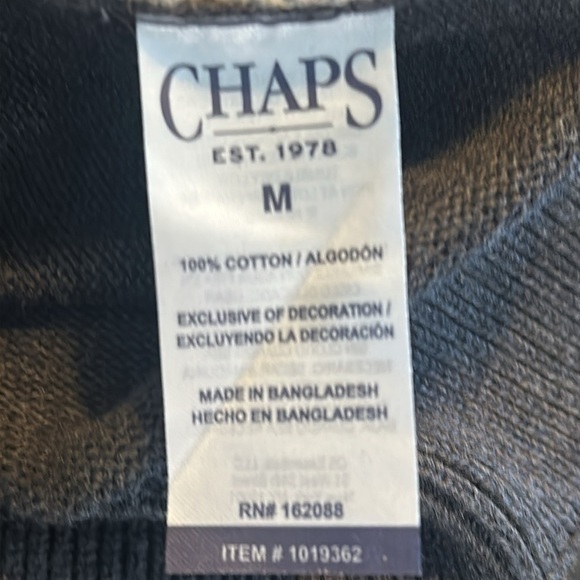 CHAPS
EST. 1978
M
100% COTTON / ALGODÓN
EXCLUSIVE OF DECORATION /
EXCLUYENDO LA DECORACIÓN
MADE IN BANGLADESH
HECHO EN BANGLADESH
RN# 162088
ITEM # 1019362